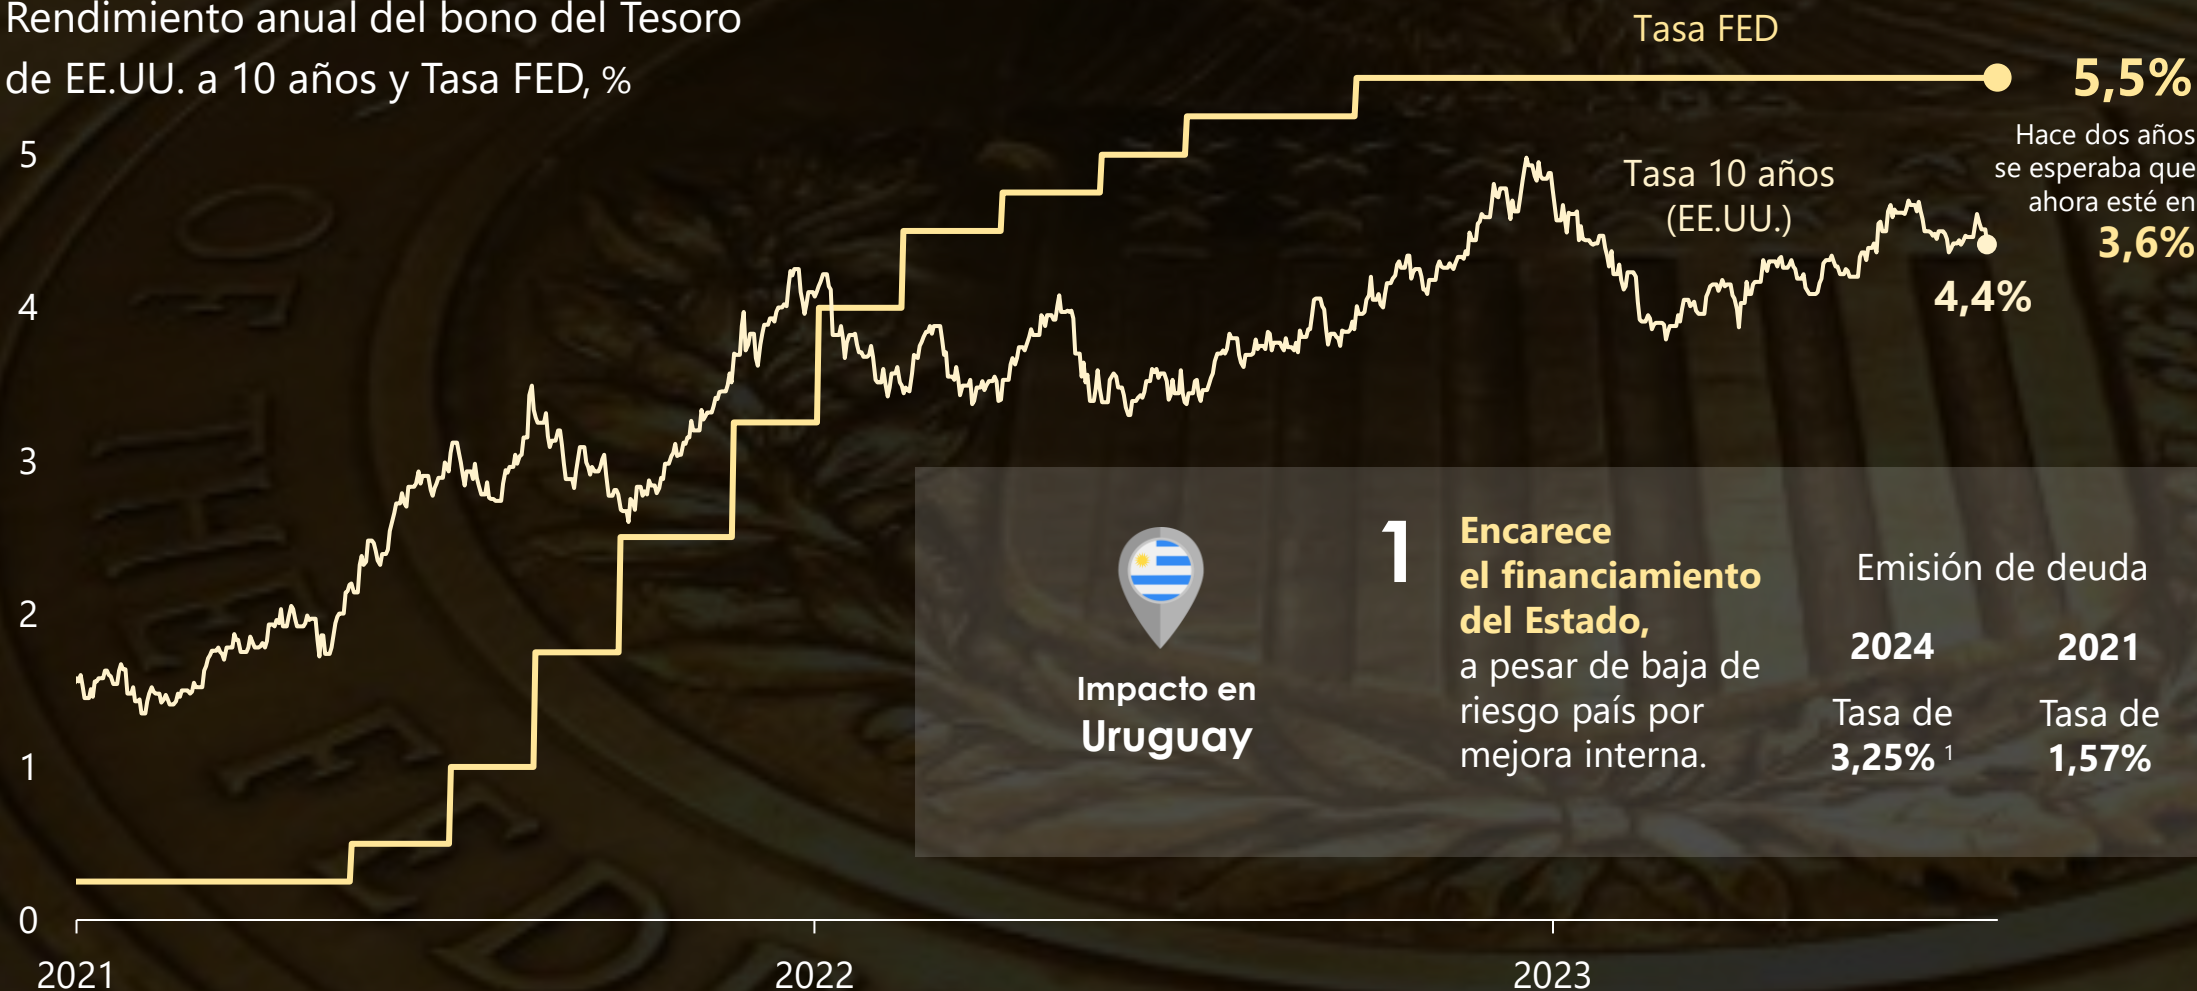 Rendimiento anual del bono del Tesoro
de EE.UU. a 10 años y Tasa FED, %
Tasa FED
5,5%
Hace dos años
se esperaba que
ahora esté en
3,6%
Tasa 10 años
(EE.UU.)
4,4%
5
4
3
2
1
0
2021
2022
2023
Impacto en
Uruguay
1
Encarece
el financiamiento
del Estado,
a pesar de baja de
riesgo país por
mejora interna.
Emisión de deuda
2024 2021
Tasa de Tasa de
3,25% ¹ 1,57%
OF THE
FED